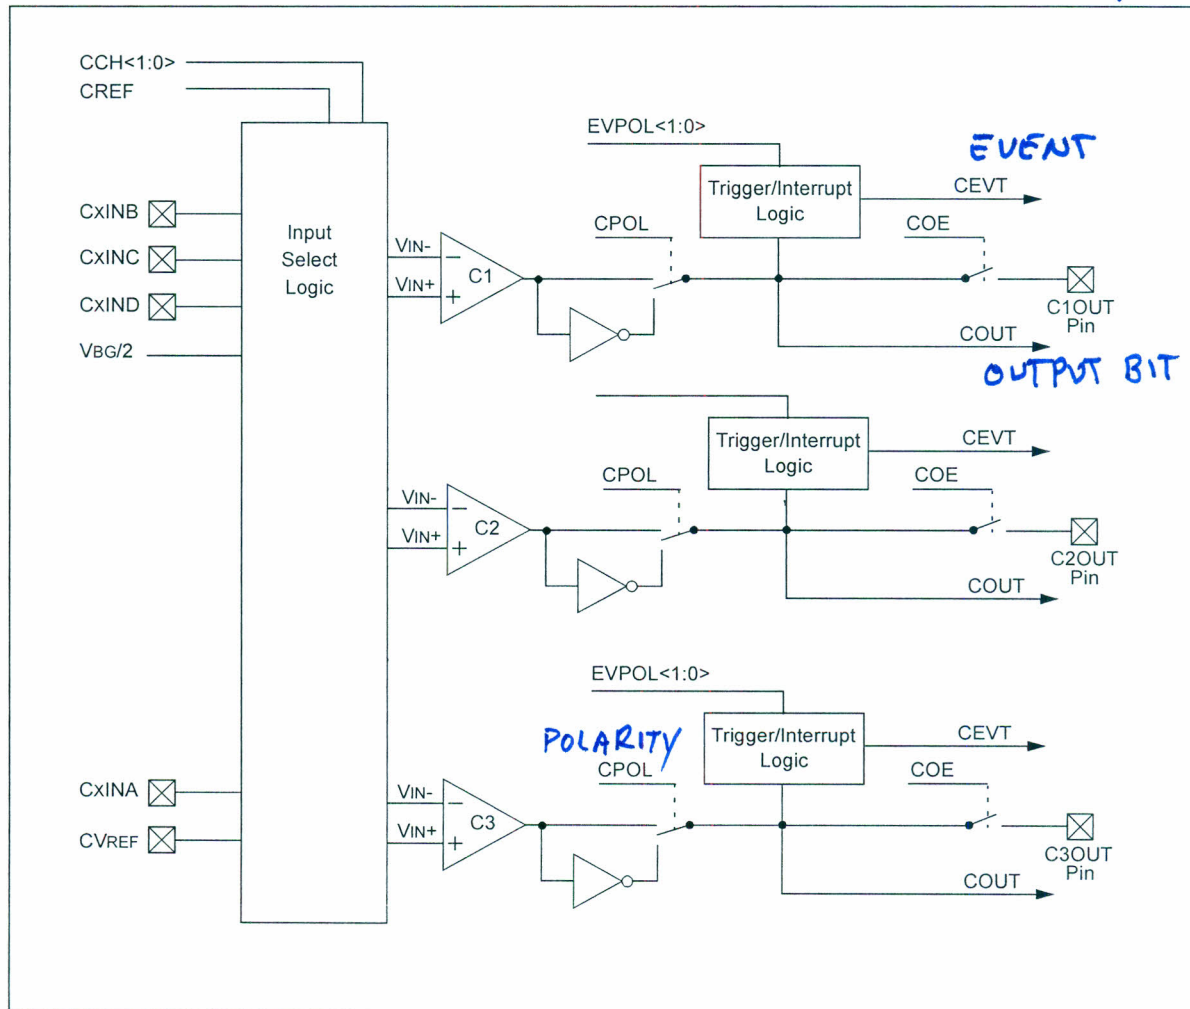 CCH<1:0>
CREF
CxINB
CxINC
CxIND
VBG/2
CxINA
CVREF
Input
Select
Logic
EVPOL<1:0>
Trigger/Interrupt
Logic
EVENT
CEVT
CPOL
COE
VIN-
VIN+
C1
C1OUT
Pin
COUT
OUTPUT BIT
Trigger/Interrupt
Logic
CEVT
CPOL
COE
VIN-
VIN+
C2
C2OUT
Pin
COUT
EVPOL<1:0>
Trigger/Interrupt
Logic
CEVT
POLARITY
CPOL
COE
VIN-
VIN+
C3
C3OUT
Pin
COUT